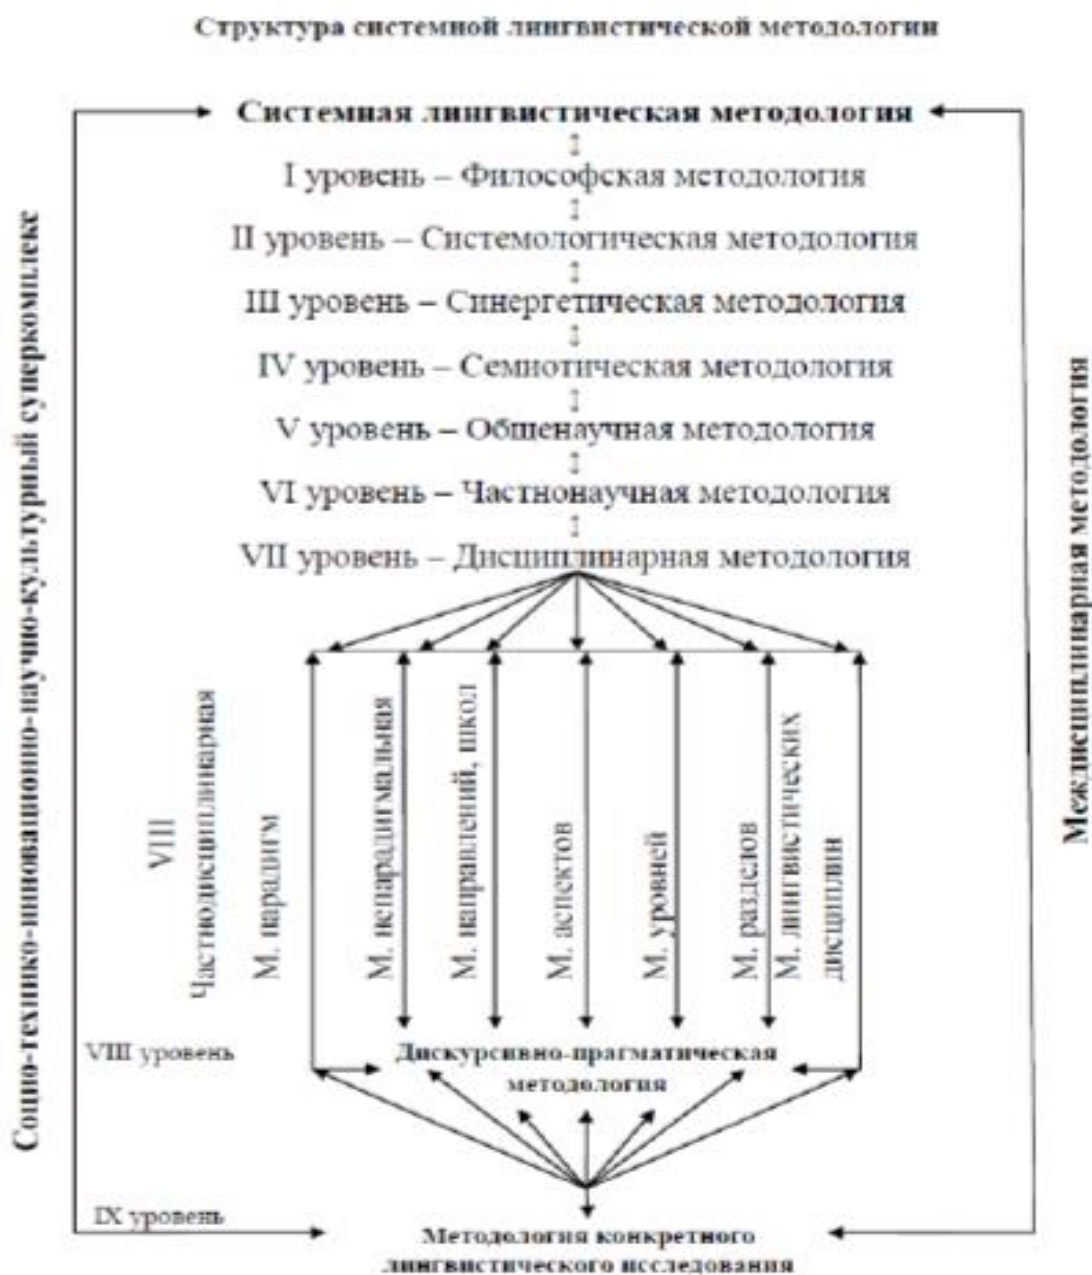 Структура системной лингвистической методологии
Системная лингвистическая методология
I уровень – Философская методология
II уровень – Системологическая методология
III уровень – Синергетическая методология
IV уровень – Семиотическая методология
V уровень – Общенаучная методология
VI уровень – Частнонаучная методология
VII уровень – Дисциплинарная методология
Социо-технико-инновационно-научно-культурный суперкомплекс
Междисциплинарная методология
VIII
Частнодисциплинарная
М. парадигм
М. непарадигмальная
М. направлений, школ
М. аспектов
М. уровней
М. разделов
М. лингвистических
дисциплин
VIII уровень
Дискурсивно-прагматическая
методология
IX уровень
Методология конкретного
лингвистического исследования